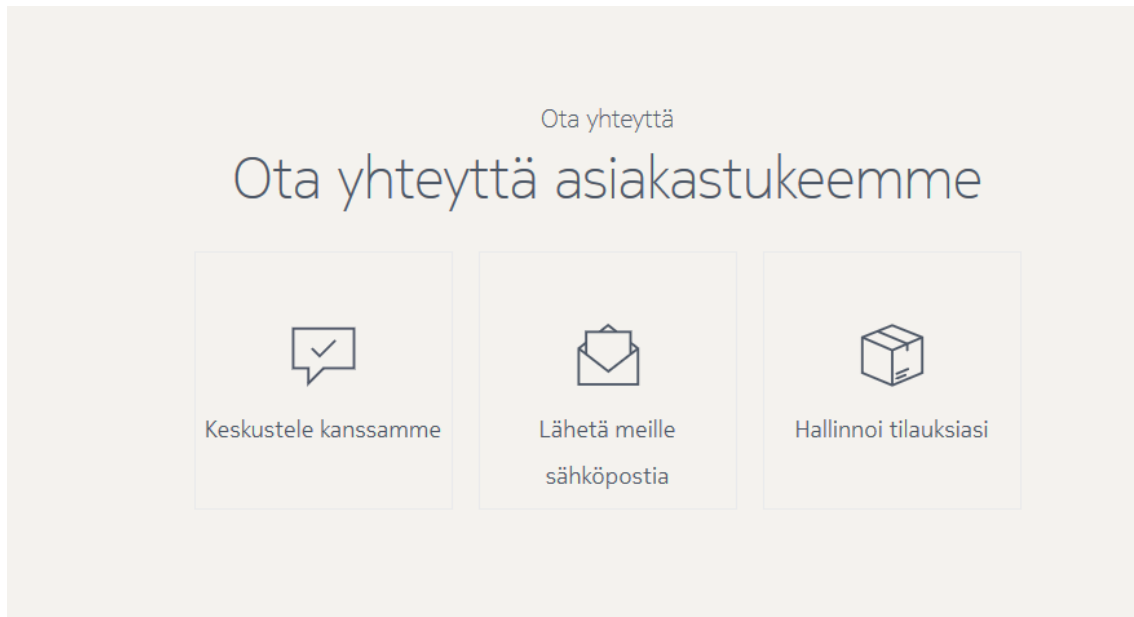 Ota yhteyttä
Ota yhteyttä asiakastukeemme
Keskustele kanssamme
Lähetä meille
sähköpostia
Hallinnoi tilauksiasi